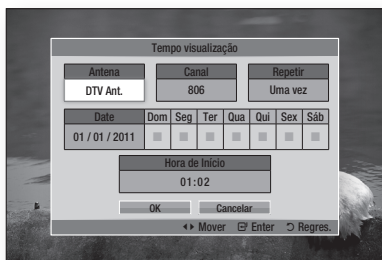 Tempo visualização
Antena Canal Repetir
DTV Ant. 806 Uma vez
Date Dom Seg Ter Qua Qui Sex Sáb
01 / 01 / 2011
Hora de Início
01:02
OK Cancelar
Mover Enter Regres.